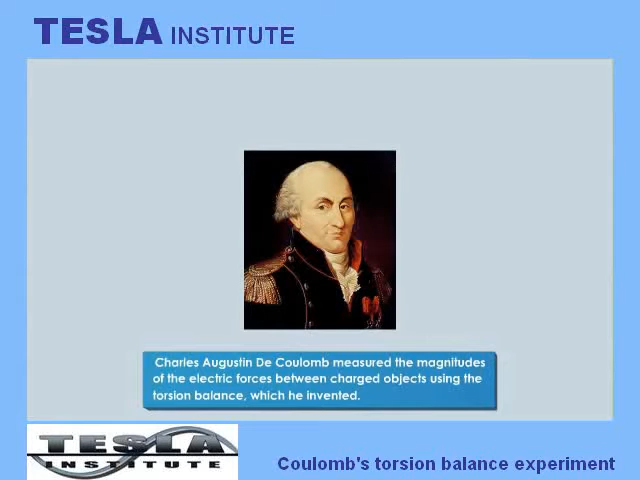 TESLA INSTITUTE
Charles Augustin De Coulomb measured the magnitudes
of the electric forces between charged objects using the
torsion balance, which he invented.
TESLA
INSTITUTE
Coulomb's torsion balance experiment